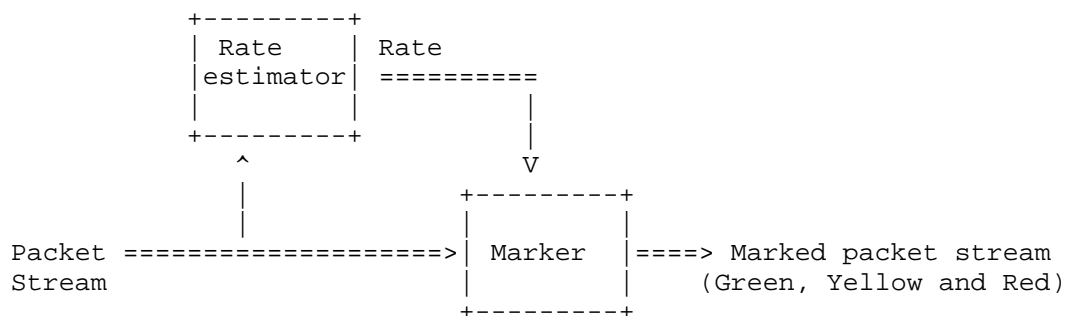 +---------+
| Rate    | Rate
|estimator| ==========
|         |          |
+---------+          |
^                 V
|            +---------+
|            |         |
Packet ====================>| Marker  |====> Marked packet stream
Stream                      |         |     (Green, Yellow and Red)
+---------+